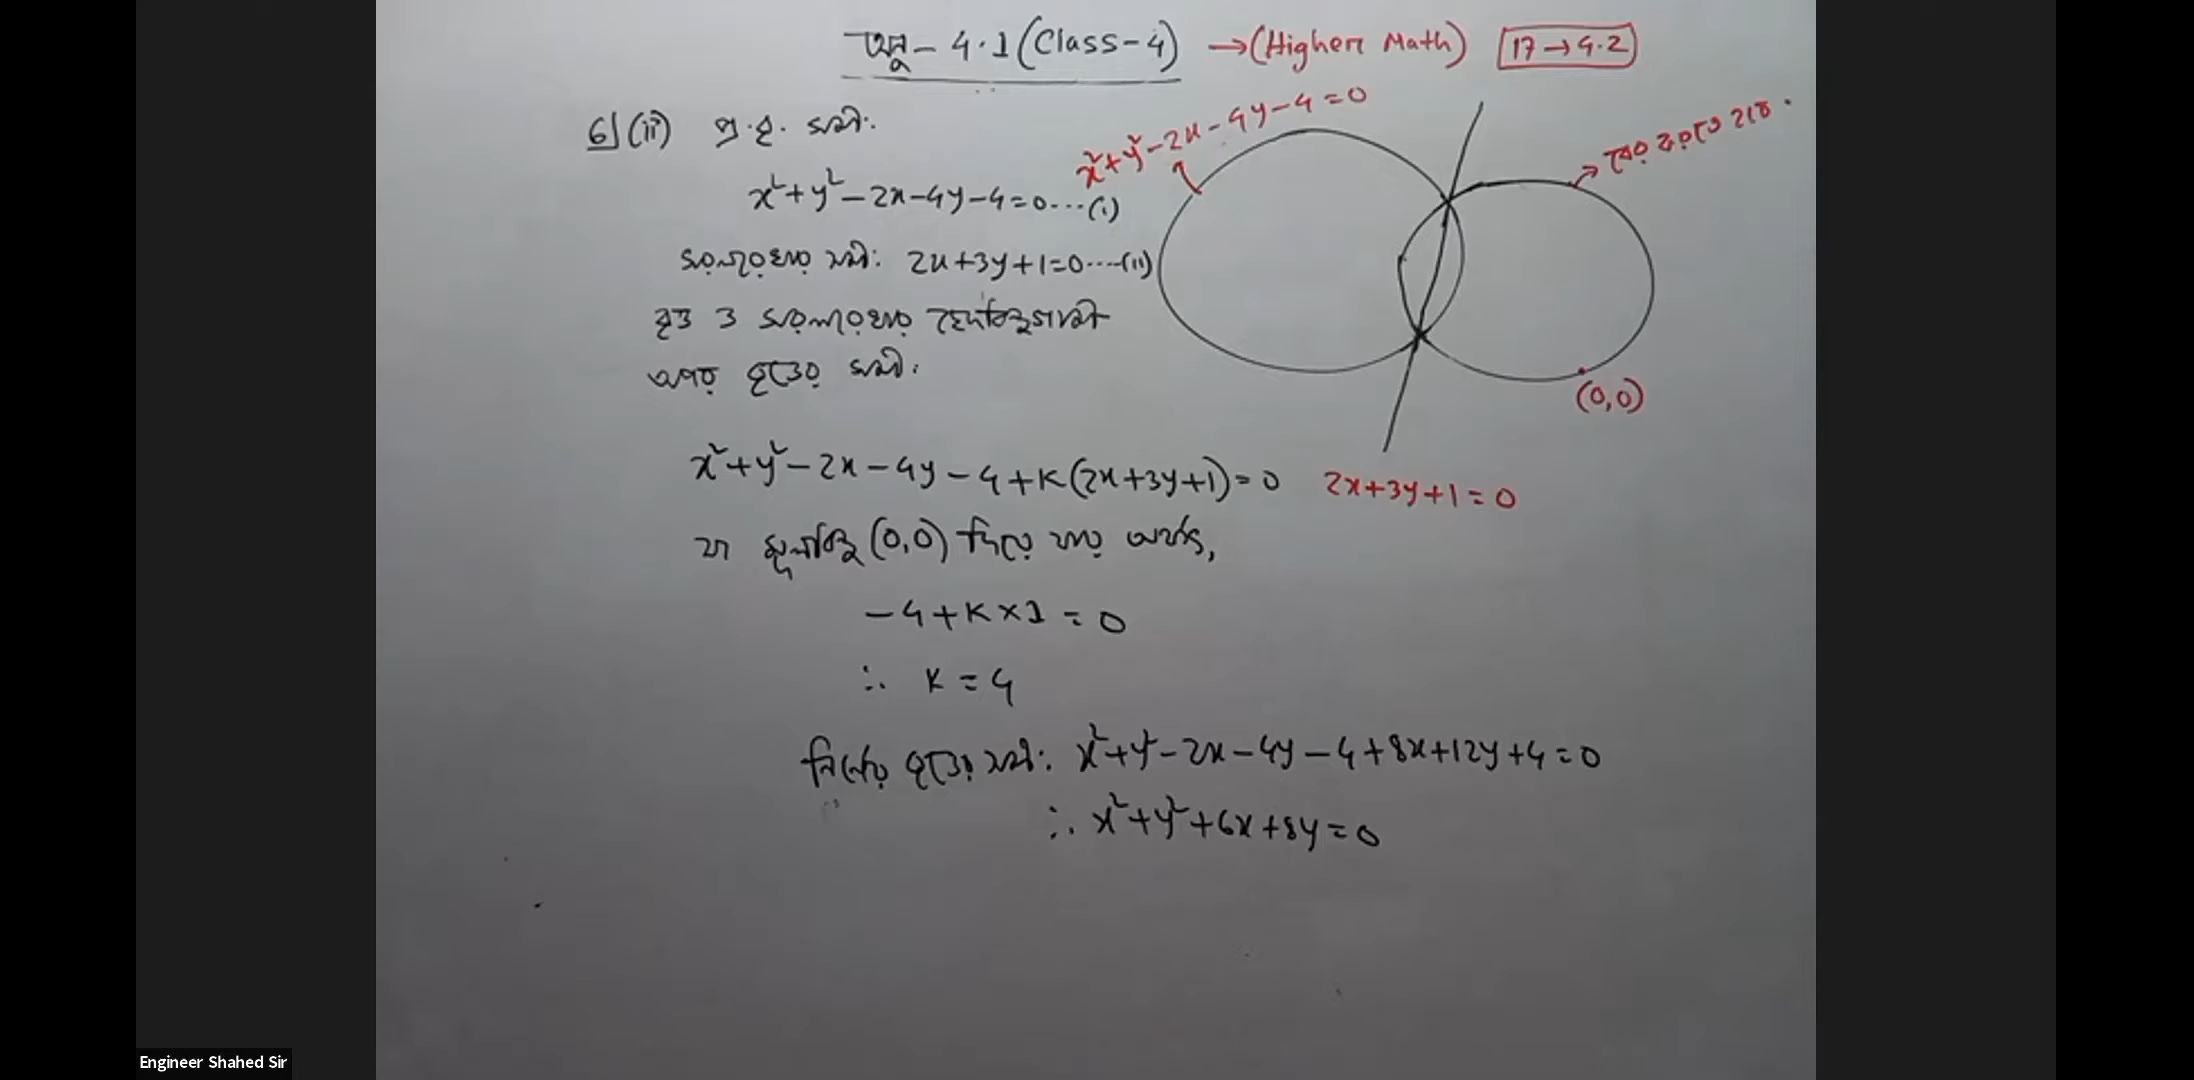 অনু - 4.1 (Class-4) → (Higher Math) 17 → 4.2
x²+y²-2x-4y-4=0
বের করতে হবে.
6|(ii) প্র. বৃ. সমী:
x²+y²-2x-4y-4=0...(i)
সরলরেখার সমী: 2x+3y+1=0....(ii)
বৃত্ত ও সরলরেখার ছেদবিন্দুগামী
অপর বৃত্তের সমী:
(0,0)
x²+y²-2x-4y-4+K(2x+3y+1)=0
2x+3y+1=0
যা মূলবিন্দু (0,0) দিয়ে যায় অর্থাৎ,
-4+K×1=0
∴ K=4
নির্ণেয় বৃত্তের সমী: x²+y²-2x-4y-4+8x+12y+4=0
∴ x²+y²+6x+8y=0
Engineer Shahed Sir